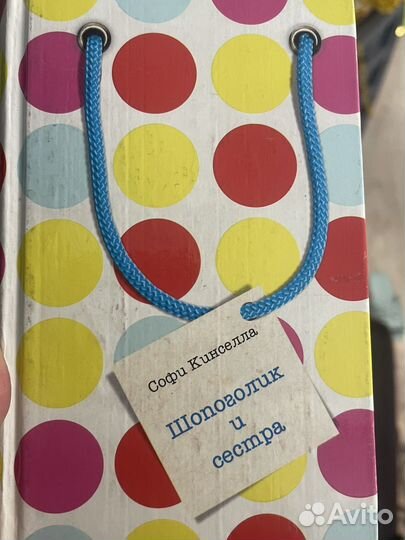 Софи Кинселла
Шопоголик
и
сестра
Avito